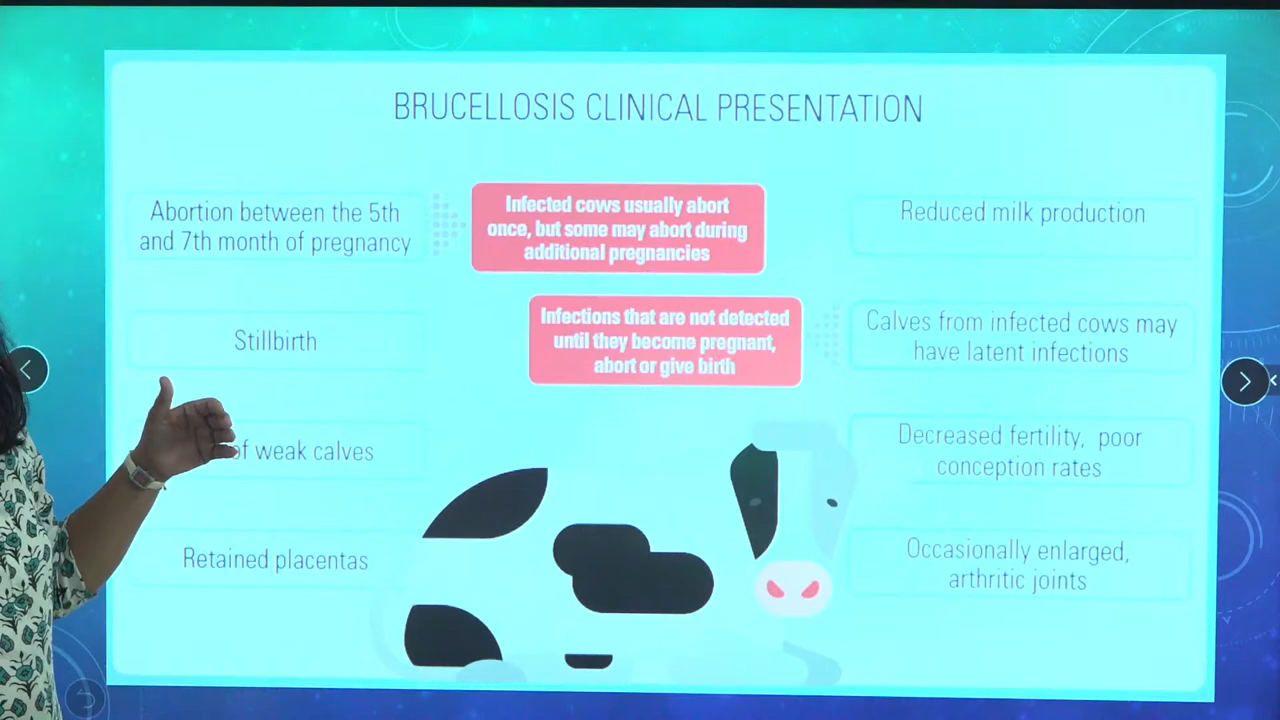 BRUCELLOSIS CLINICAL PRESENTATION
Abortion between the 5th
and 7th month of pregnancy
Infected cows usually abort
once, but some may abort during
additional pregnancies
Reduced milk production
Stillbirth
Infections that are not detected
until they become pregnant,
abort or give birth
Calves from infected cows may
have latent infections
of weak calves
Decreased fertility, poor
conception rates
Retained placentas
Occasionally enlarged,
arthritic joints